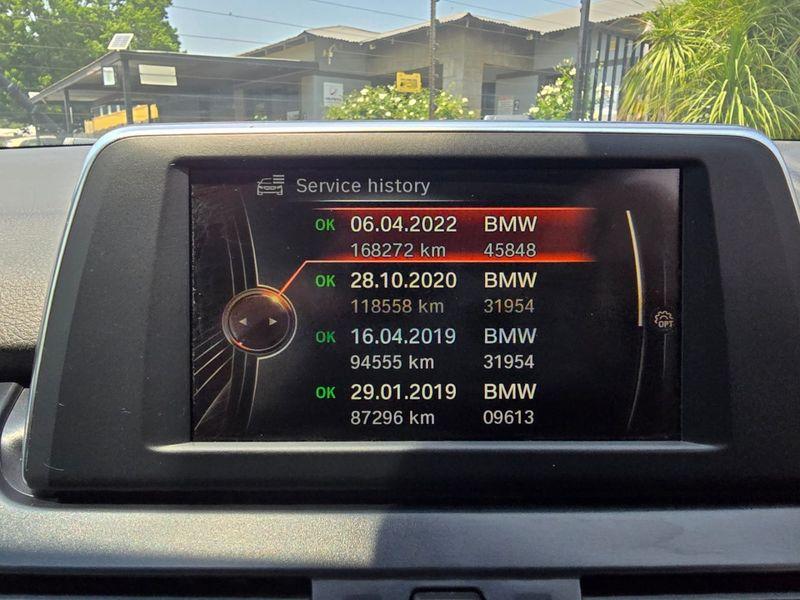 Service history
OK 06.04.2022 BMW
168272 km 45848
OK 28.10.2020 BMW
118558 km 31954
OK 16.04.2019 BMW
94555 km 31954
OK 29.01.2019 BMW
87296 km 09613
OPT